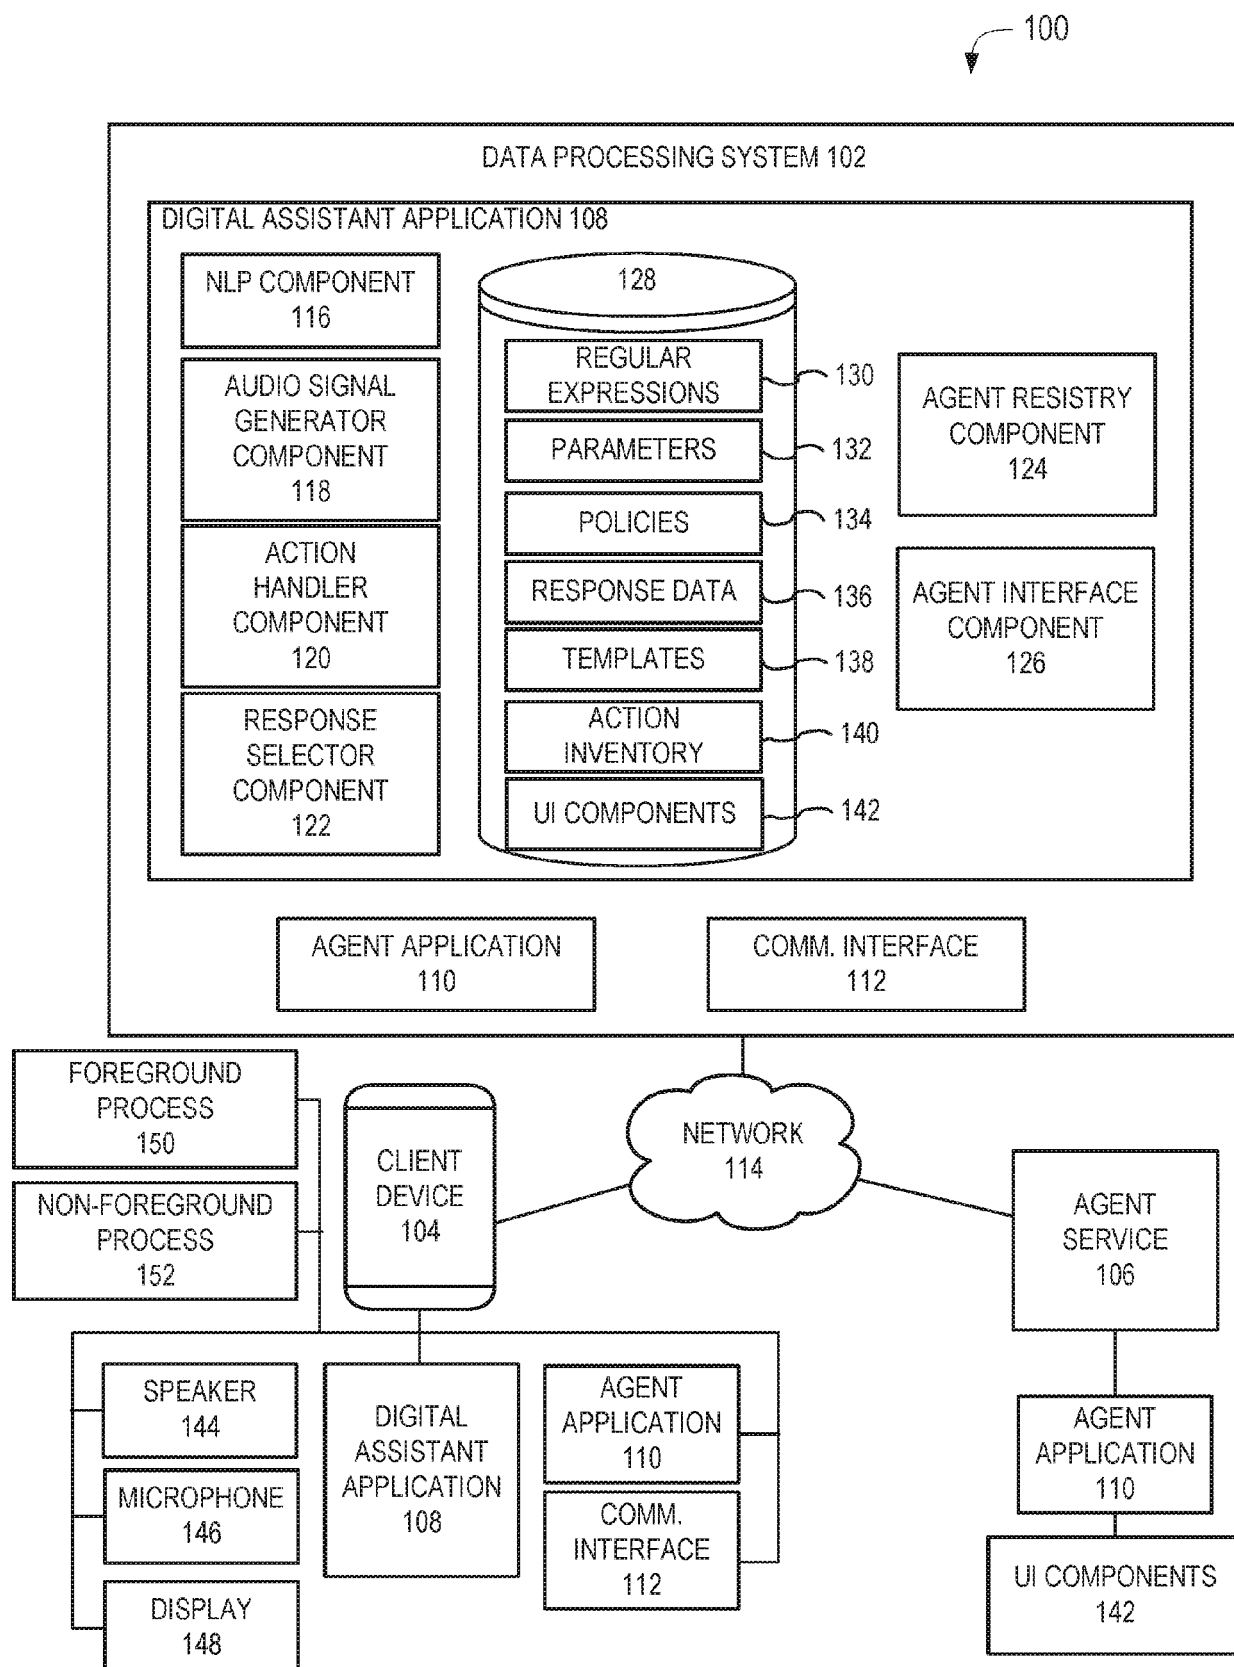 100
DATA PROCESSING SYSTEM 102
DIGITAL ASSISTANT APPLICATION 108
NLP COMPONENT
116
AUDIO SIGNAL
GENERATOR
COMPONENT
118
ACTION
HANDLER
COMPONENT
120
RESPONSE
SELECTOR
COMPONENT
122
128
REGULAR
EXPRESSIONS
130
PARAMETERS
132
POLICIES
134
RESPONSE DATA
136
TEMPLATES
138
ACTION
INVENTORY
140
UI COMPONENTS
142
AGENT RESISTRY
COMPONENT
124
AGENT INTERFACE
COMPONENT
126
AGENT APPLICATION
110
COMM. INTERFACE
112
FOREGROUND
PROCESS
150
NON-FOREGROUND
PROCESS
152
CLIENT
DEVICE
104
NETWORK
114
AGENT
SERVICE
106
SPEAKER
144
MICROPHONE
146
DISPLAY
148
DIGITAL
ASSISTANT
APPLICATION
108
AGENT
APPLICATION
110
COMM.
INTERFACE
112
AGENT
APPLICATION
110
UI COMPONENTS
142